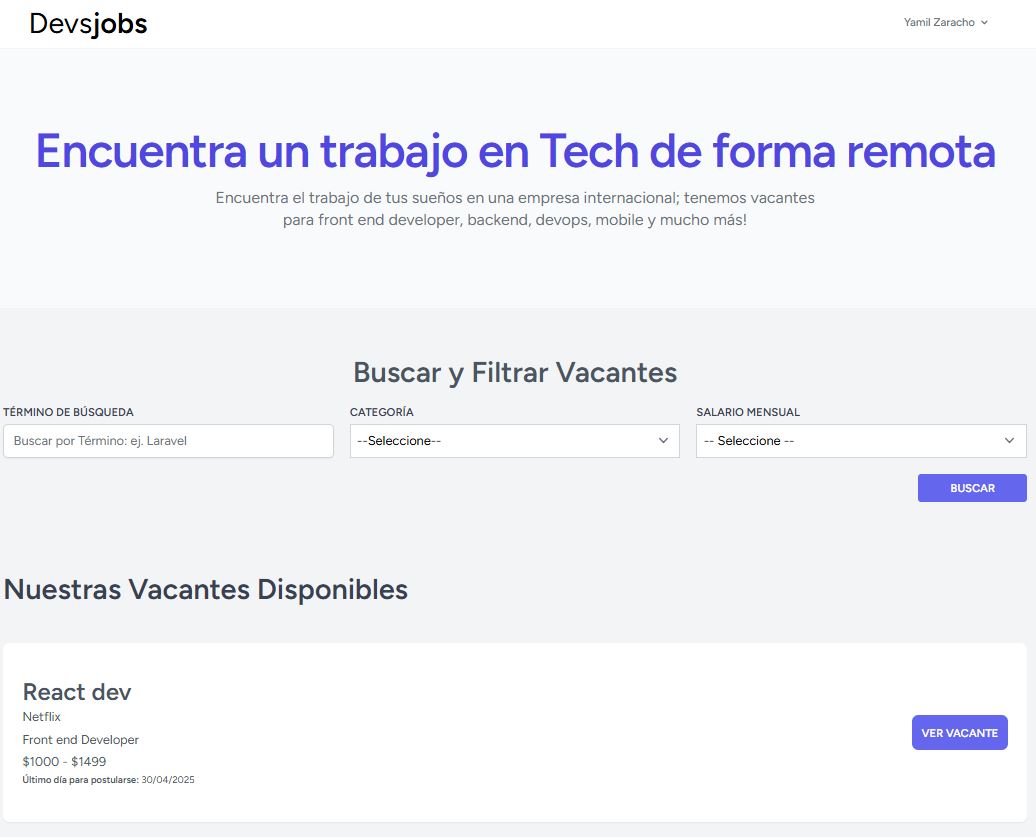 Devsjobs
Yamil Zaracho
Encuentra un trabajo en Tech de forma remota
Encuentra el trabajo de tus sueños en una empresa internacional; tenemos vacantes
para front end developer, backend, devops, mobile y mucho más!
Buscar y Filtrar Vacantes
TÉRMINO DE BÚSQUEDA
Buscar por Término: ej. Laravel
CATEGORÍA
--Seleccione--
SALARIO MENSUAL
-- Seleccione --
BUSCAR
Nuestras Vacantes Disponibles
React dev
Netflix
Front end Developer
$1000 - $1499
Último día para postularse: 30/04/2025
VER VACANTE